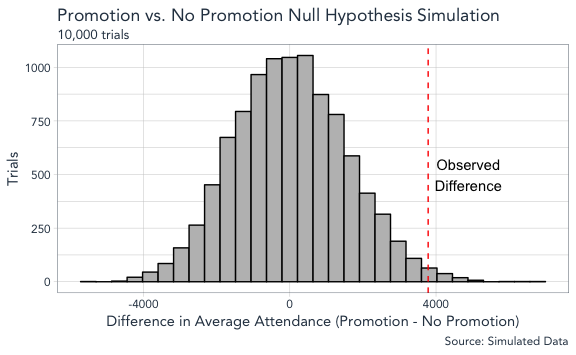 Promotion vs. No Promotion Null Hypothesis Simulation
10,000 trials
1000
750
500
250
0
Trials
Observed
Difference
-4000
0
4000
Difference in Average Attendance (Promotion - No Promotion)
Source: Simulated Data